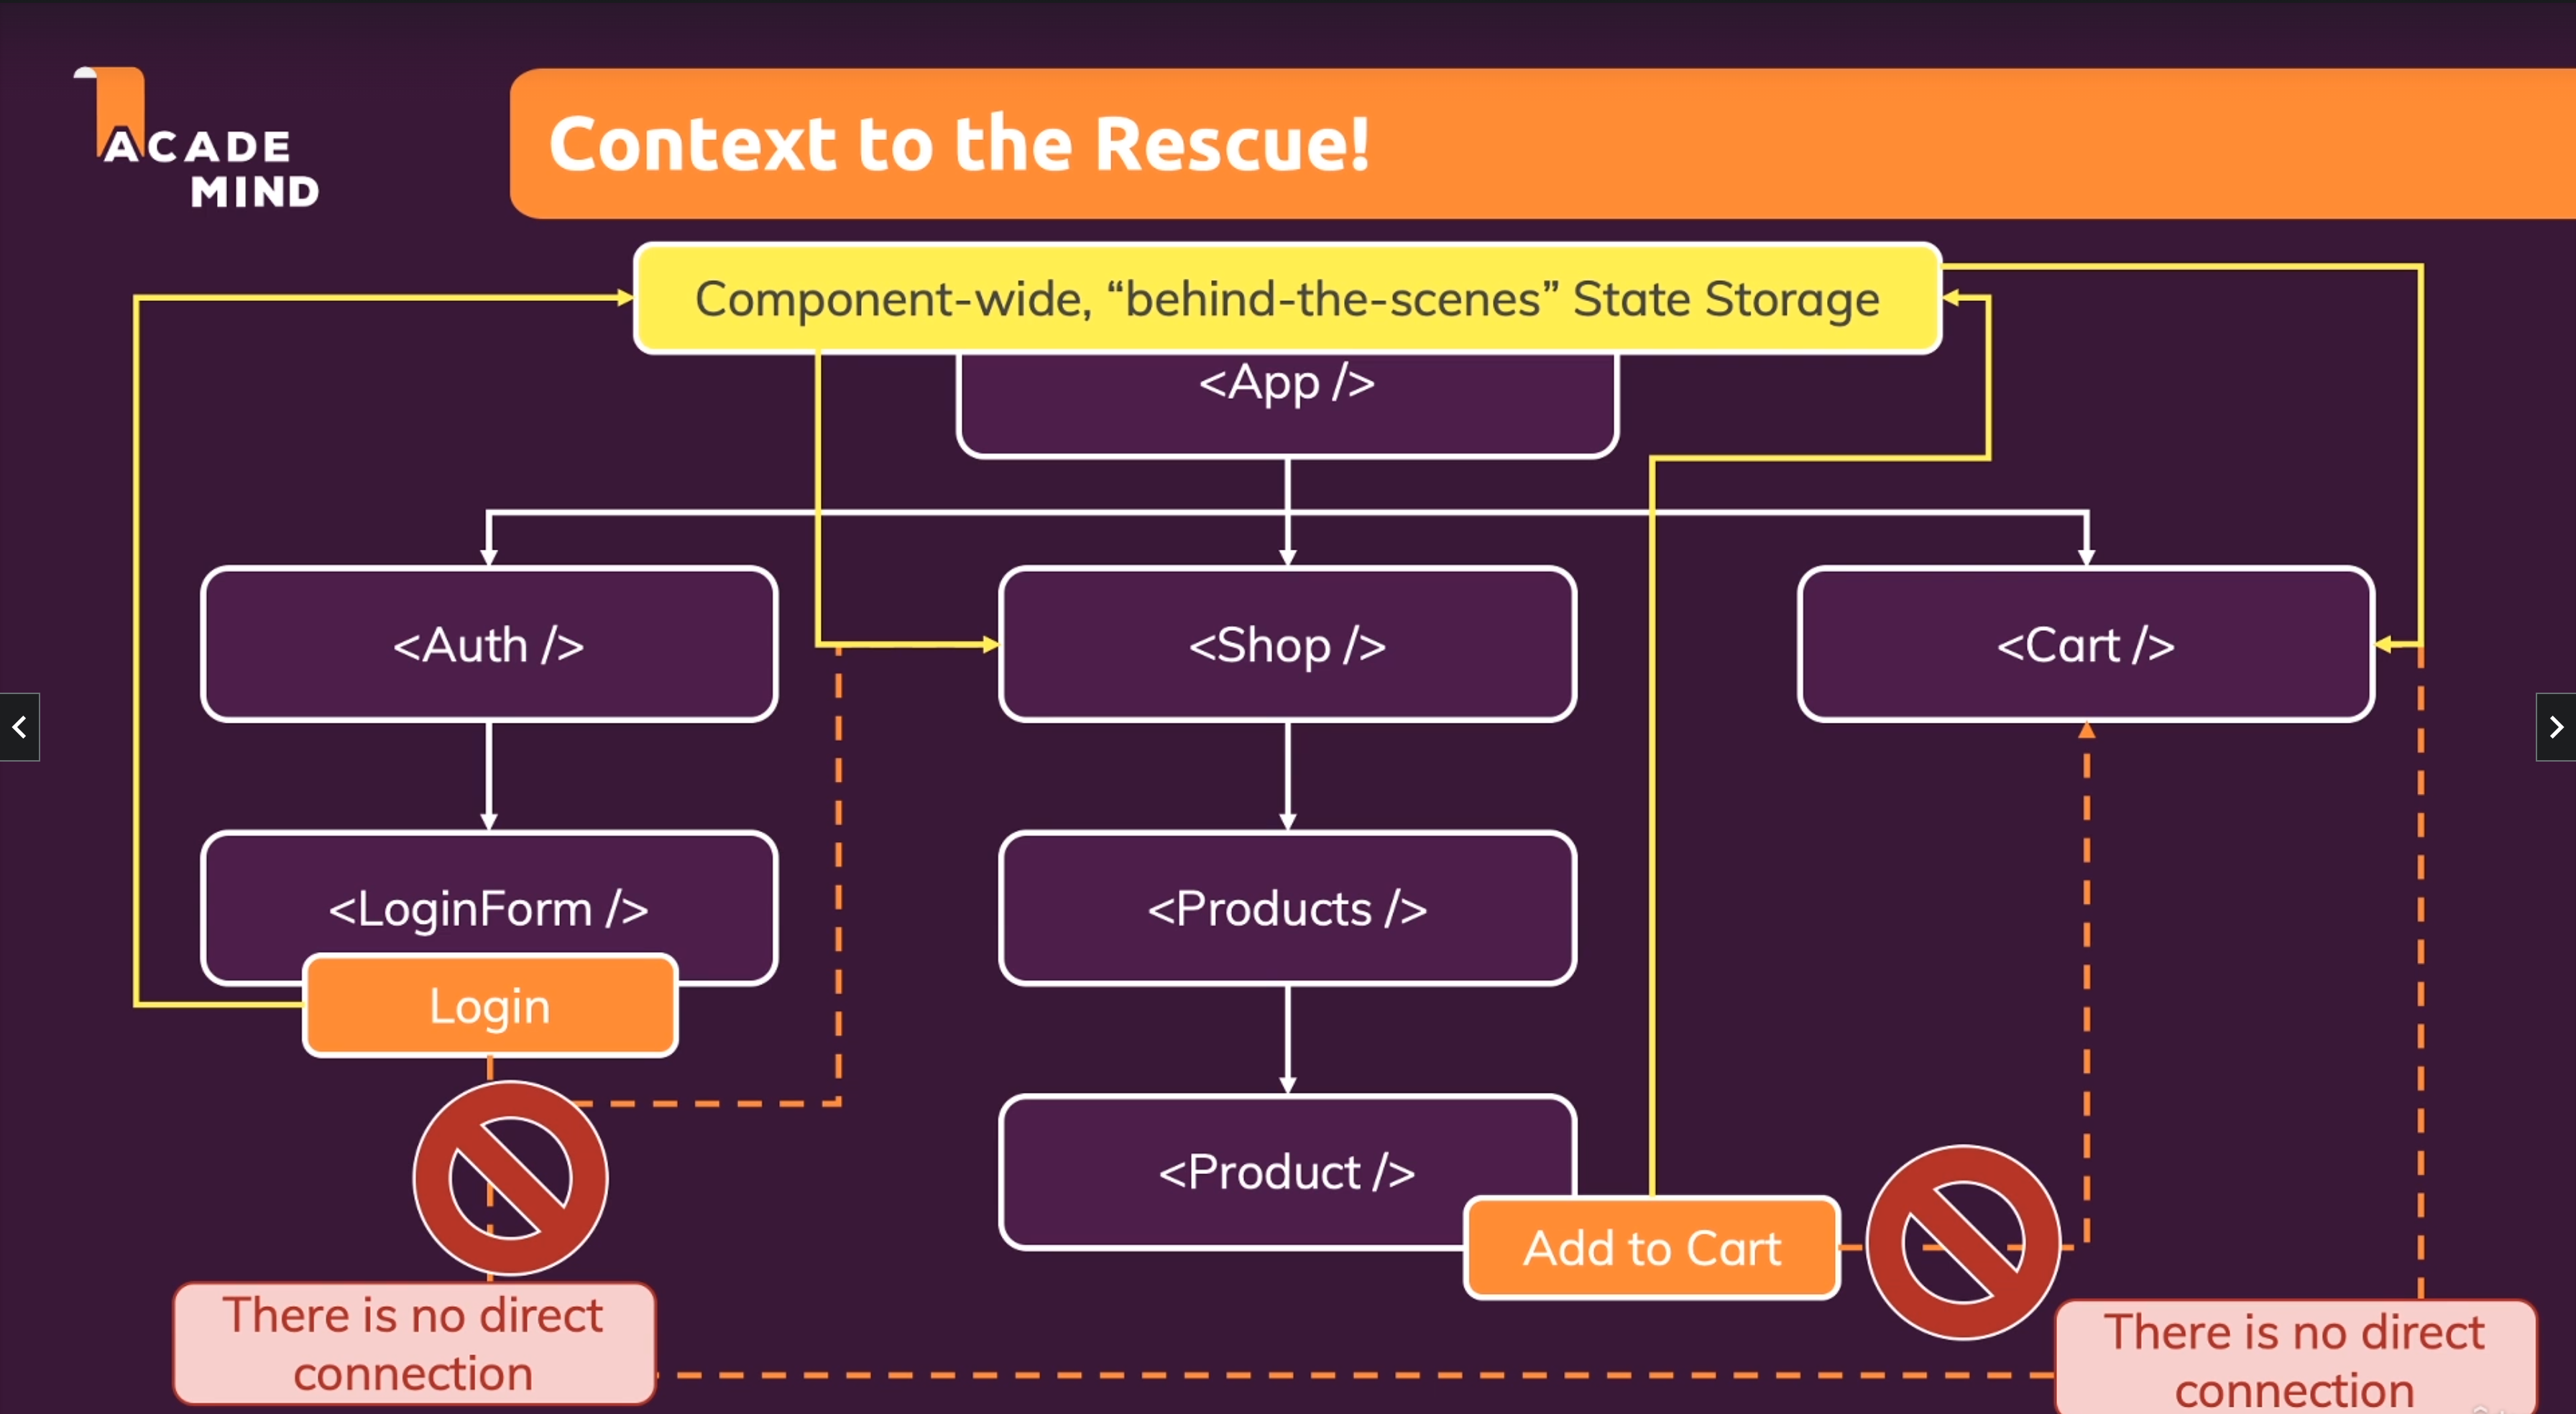 ACADE
MIND
Context to the Rescue!
Component-wide, “behind-the-scenes” State Storage
<App />
<Auth />
<Shop />
<Cart />
<LoginForm />
<Products />
Login
<Product />
Add to Cart
There is no direct
connection
There is no direct
connection